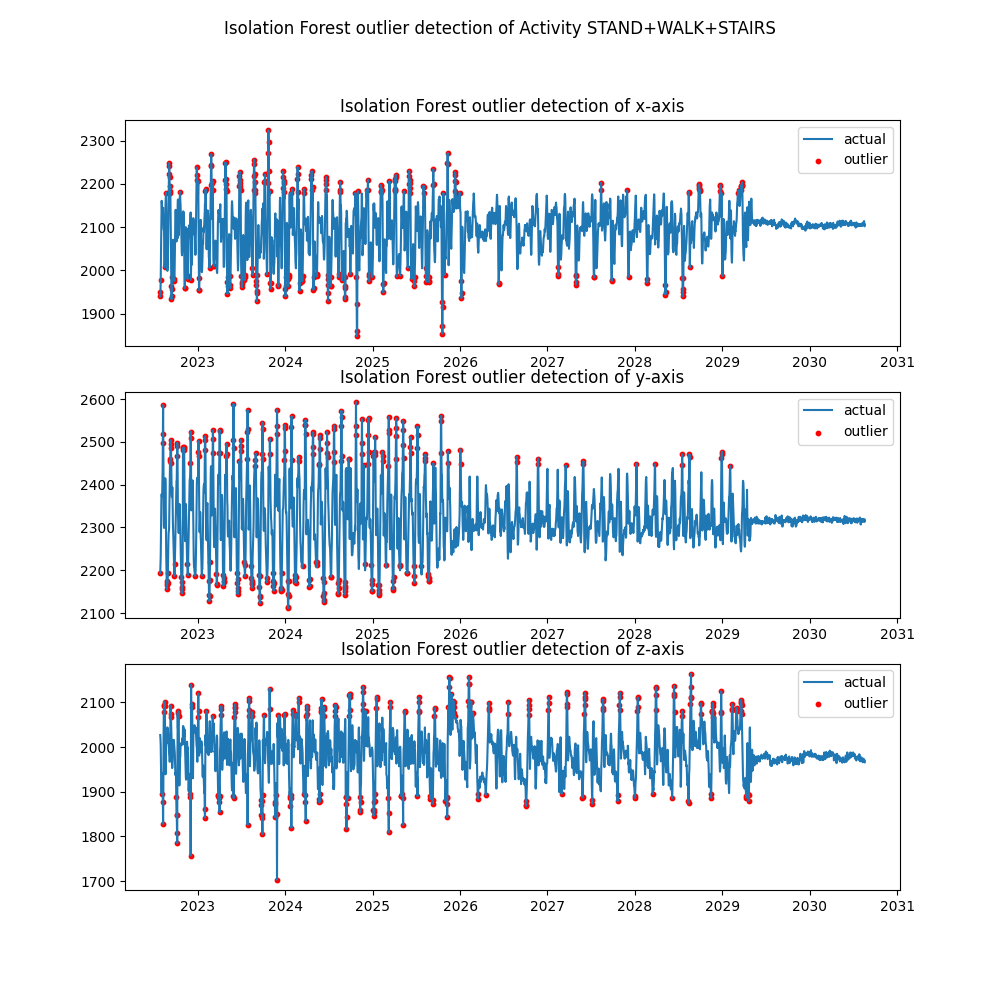 Isolation Forest outlier detection of Activity STAND+WALK+STAIRS
Isolation Forest outlier detection of x-axis
2300
2200
2100
2000
1900
actual
outlier
2023 2024 2025 2026 2027 2028 2029 2030 2031
Isolation Forest outlier detection of y-axis
2600
2500
2400
2300
2200
2100
actual
outlier
2023 2024 2025 2026 2027 2028 2029 2030 2031
Isolation Forest outlier detection of z-axis
2100
2000
1900
1800
1700
actual
outlier
2023 2024 2025 2026 2027 2028 2029 2030 2031